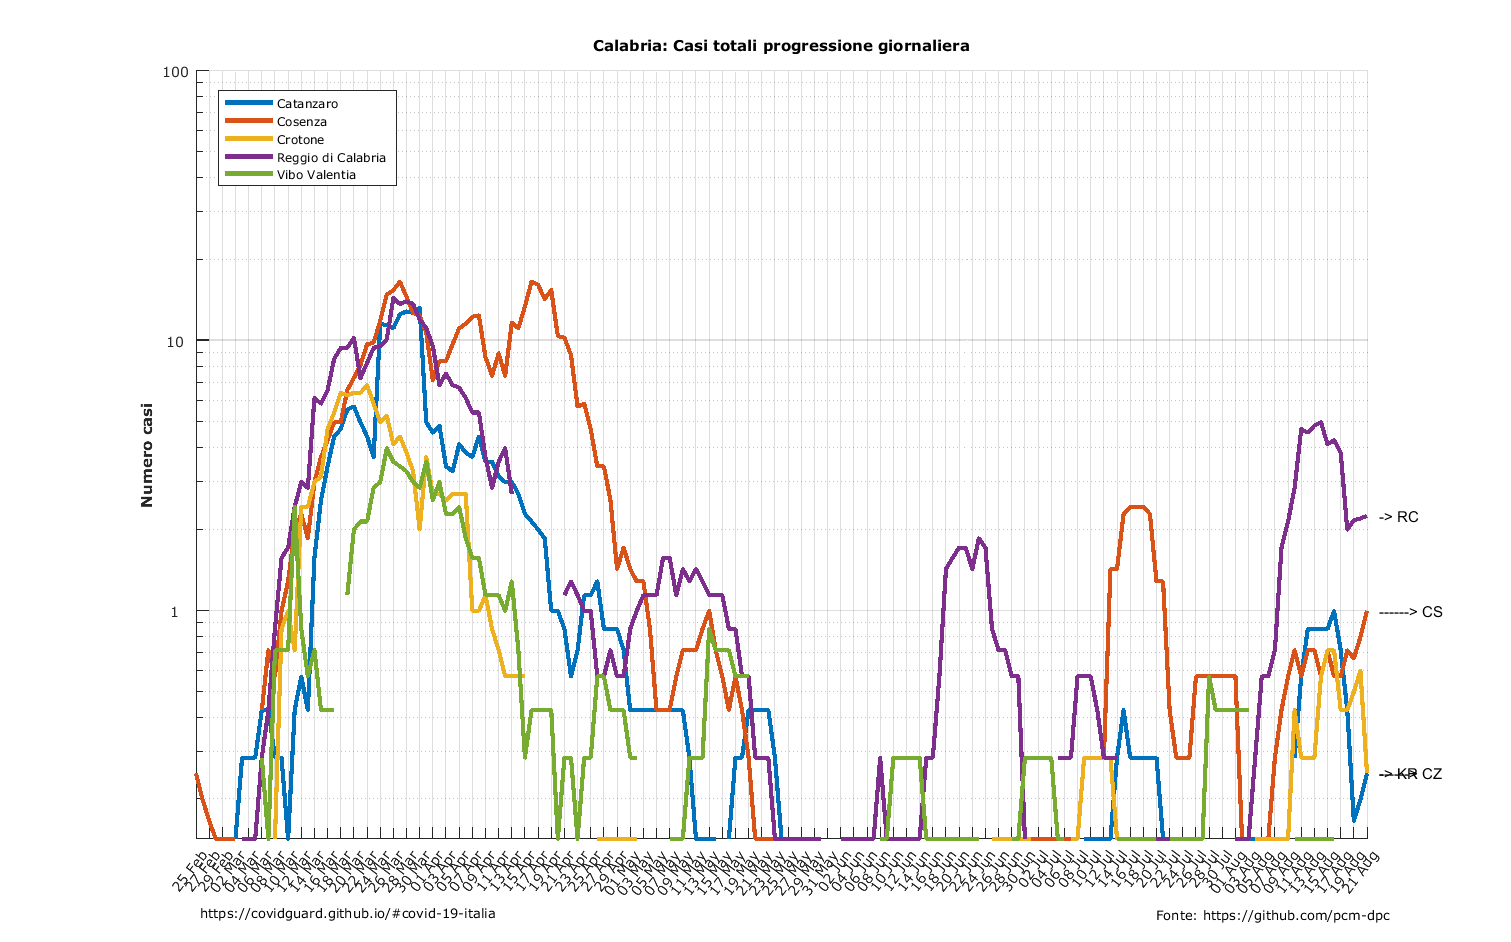 Calabria: Casi totali progressione giornaliera
100
10
1
Numero casi
Catanzaro
Cosenza
Crotone
Reggio di Calabria
Vibo Valentia
-> RC
------> CS
-> KR
----> CZ
25 Feb
27 Feb
29 Feb
02 Mar
04 Mar
06 Mar
08 Mar
10 Mar
12 Mar
14 Mar
16 Mar
18 Mar
20 Mar
22 Mar
24 Mar
26 Mar
28 Mar
30 Mar
01 Apr
03 Apr
05 Apr
07 Apr
09 Apr
11 Apr
13 Apr
15 Apr
17 Apr
19 Apr
21 Apr
23 Apr
25 Apr
27 Apr
29 Apr
01 May
03 May
05 May
07 May
09 May
11 May
13 May
15 May
17 May
19 May
21 May
23 May
25 May
27 May
29 May
31 May
02 Jun
04 Jun
06 Jun
08 Jun
10 Jun
12 Jun
14 Jun
16 Jun
18 Jun
20 Jun
22 Jun
24 Jun
26 Jun
28 Jun
30 Jun
02 Jul
04 Jul
06 Jul
08 Jul
10 Jul
12 Jul
14 Jul
16 Jul
18 Jul
20 Jul
22 Jul
24 Jul
26 Jul
28 Jul
30 Jul
01 Aug
03 Aug
05 Aug
07 Aug
09 Aug
11 Aug
13 Aug
15 Aug
17 Aug
19 Aug
21 Aug
https://covidguard.github.io/#covid-19-italia
Fonte: https://github.com/pcm-dpc